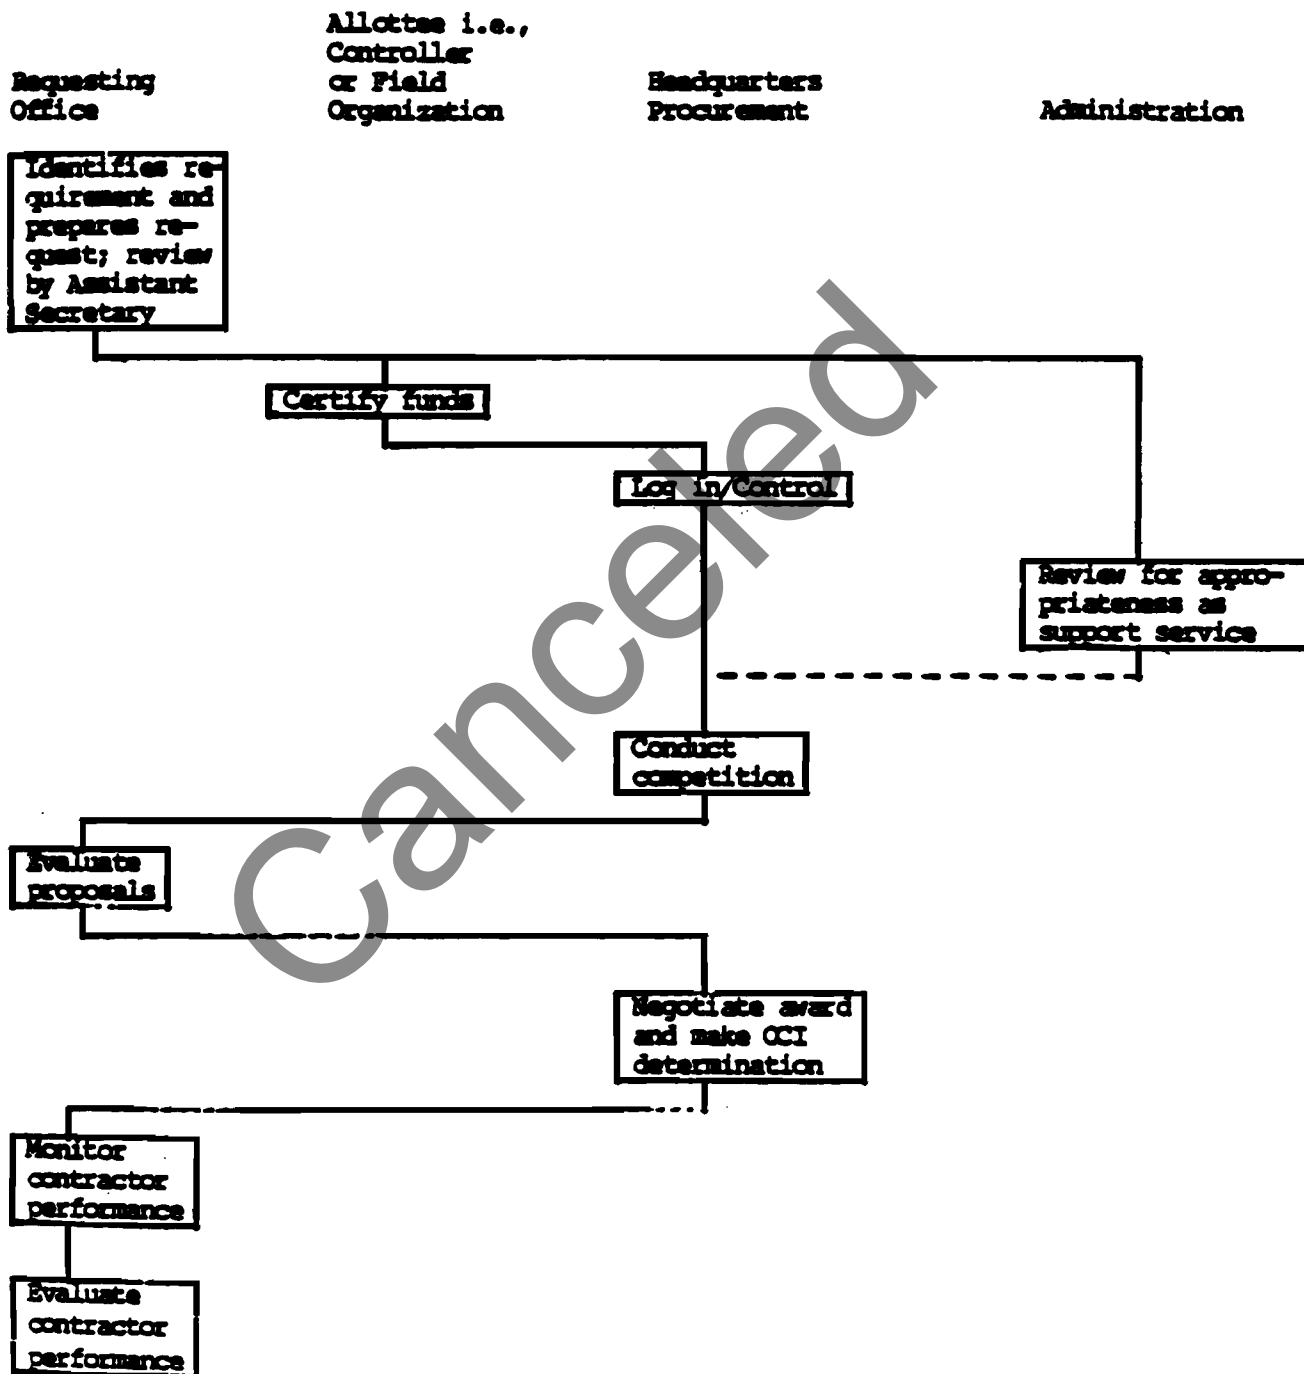 Allottee i.e.,
Controller
or Field
Organization
Requesting
Office
Headquarters
Procurement
Administration
Identifies re-
quirement and
prepares re-
quest; review
by Assistant
Secretary
Certify funds
Log in/Control
Review for appro-
priateness as
support service
Conduct
competition
Evaluate
proposals
Negotiate award
and make OCI
determination
Monitor
contractor
performance
Evaluate
contractor
performance
Canceled